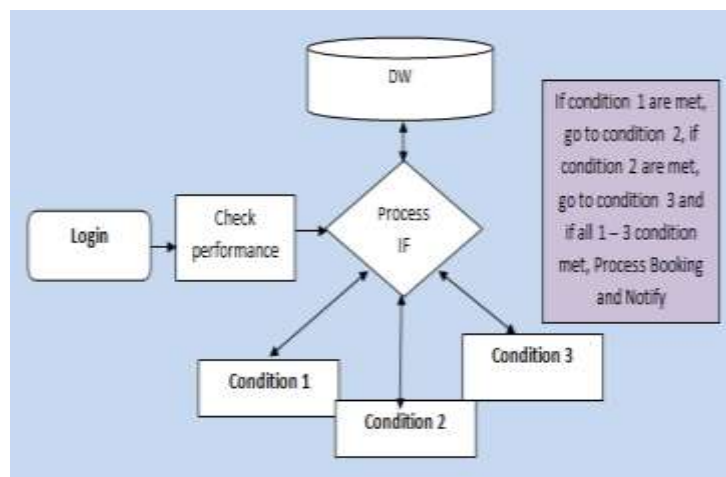 DW
If condition 1 are met,
go to condition 2, if
condition 2 are met,
go to condition 3 and
if all 1 – 3 condition
met, Process Booking
and Notify
Login
Check
performance
Process
IF
Condition 1
Condition 2
Condition 3